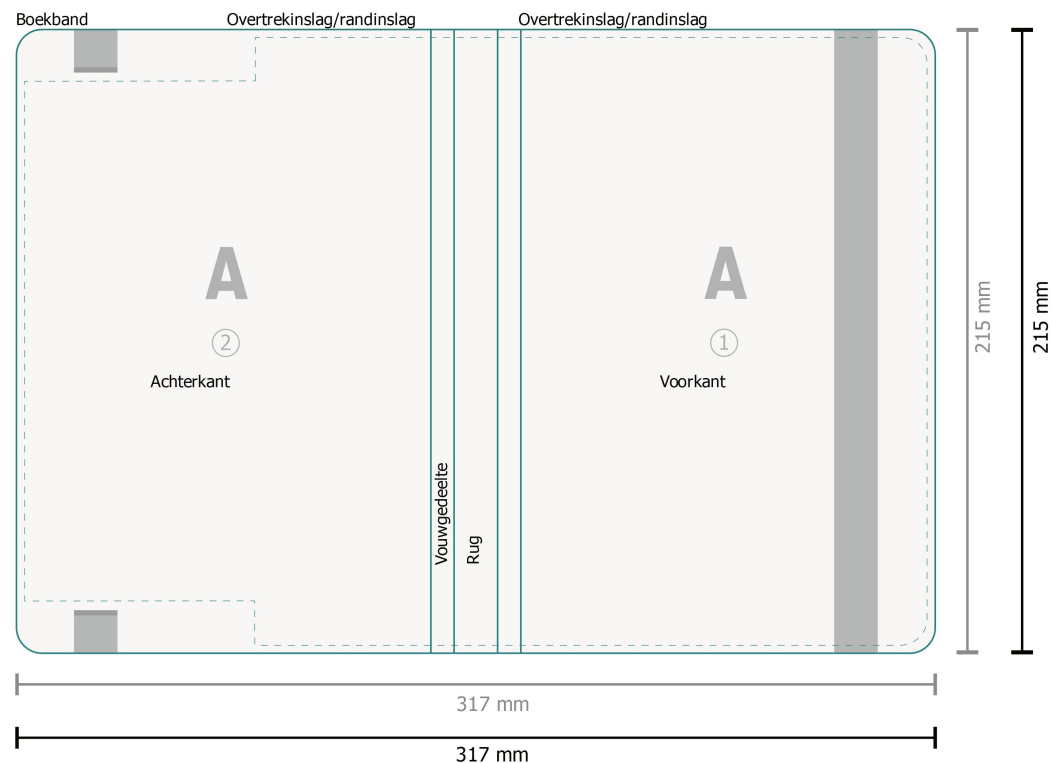 Boekband
Overtrekinslag/randinslag
Overtrekinslag/randinslag
A
2
Achterkant
A
1
Voorkant
Vouwgedeelte
Rug
215 mm
215 mm
317 mm
317 mm